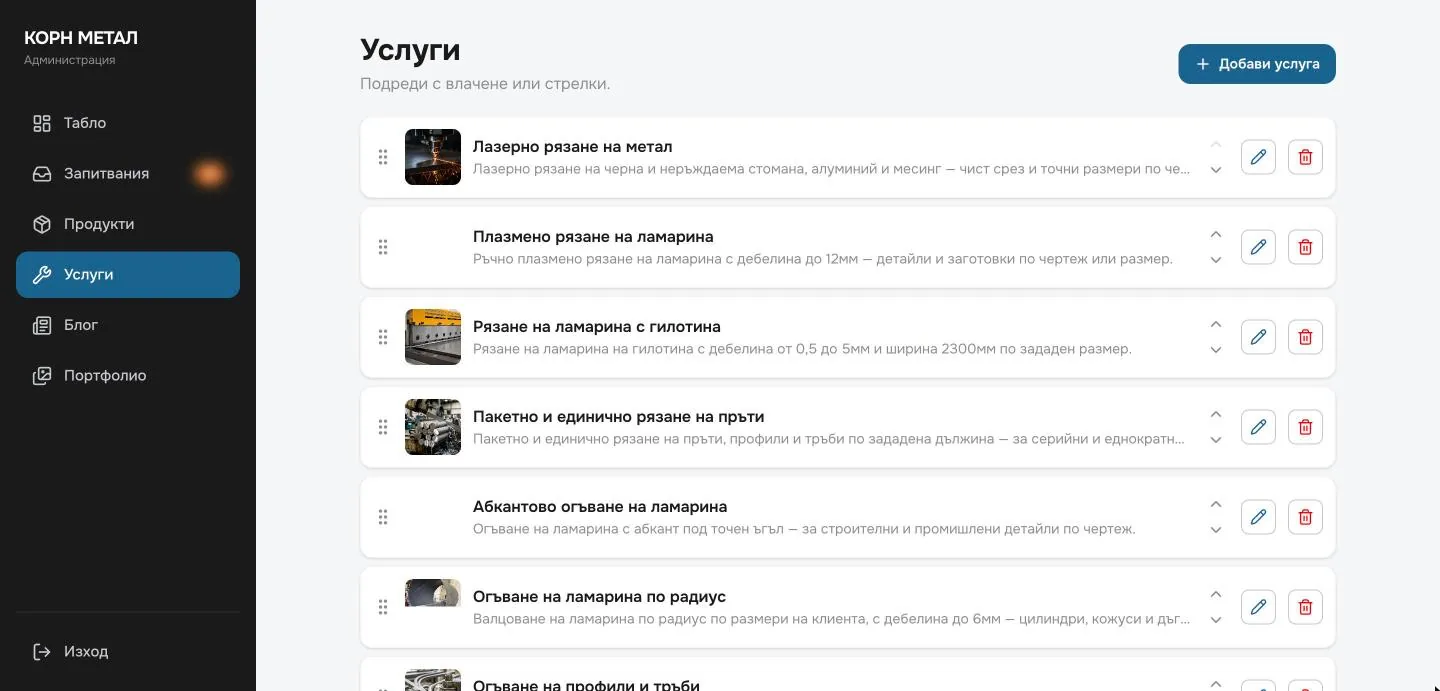 КОРН МЕТАЛ
Администрация
Табло
Запитвания
Продукти
Услуги
Блог
Портфолио
Изход
Услуги
Подреди с влачене или стрелки.
Добави услуга
Лазерно рязане на метал
Лазерно рязане на черна и неръждаема стомана, алуминий и месинг — чист срез и точни размери по че...
Плазмено рязане на ламарина
Ръчно плазмено рязане на ламарина с дебелина до 12мм — детайли и заготовки по чертеж или размер.
Рязане на ламарина с гилотина
Рязане на ламарина на гилотина с дебелина от 0,5 до 5мм и ширина 2300мм по зададен размер.
Пакетно и единично рязане на пръти
Пакетно и единично рязане на пръти, профили и тръби по зададена дължина — за серийни и еднократн...
Абкантово огъване на ламарина
Огъване на ламарина с абкант под точен ъгъл — за строителни и промишлени детайли по чертеж.
Огъване на ламарина по радиус
Валцоване на ламарина по радиус по размери на клиента, с дебелина до 6мм — цилиндри, кожуси и дъг...
Огъване на профили и тръби